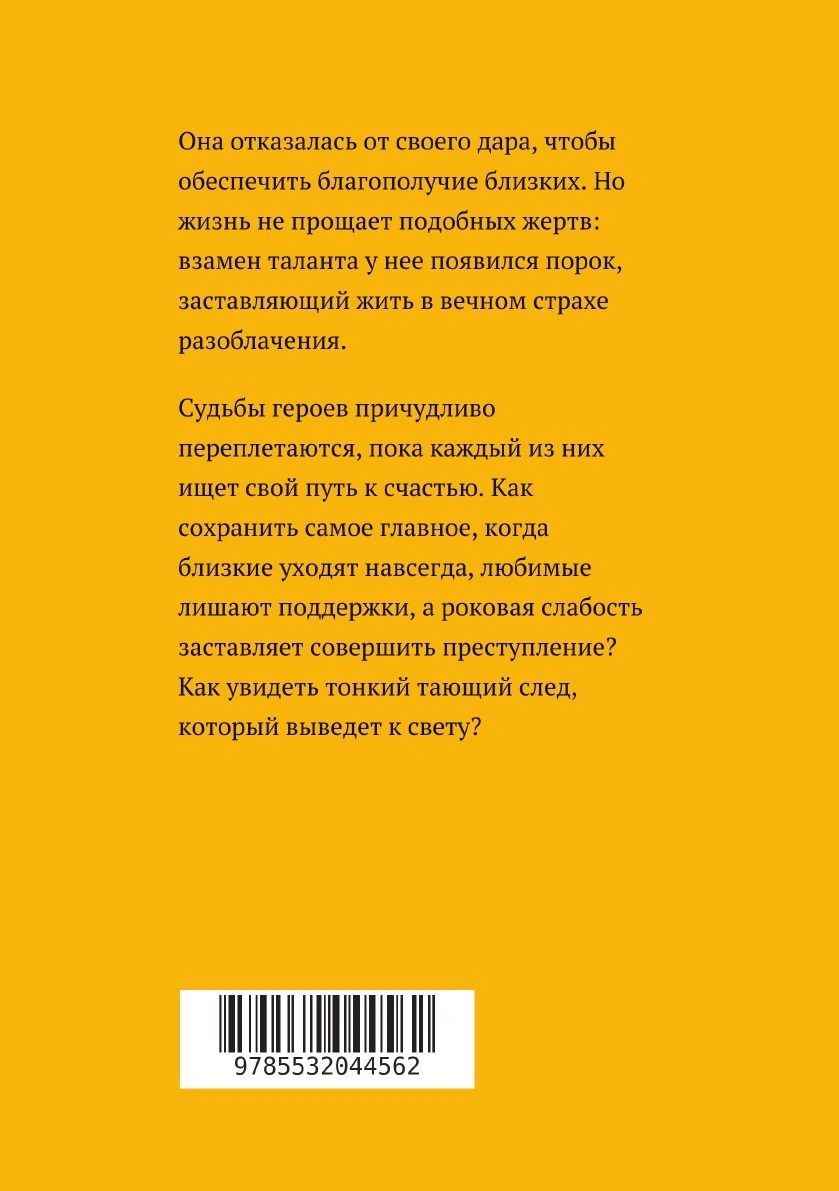 Она отказалась от своего дара, чтобы
обеспечить благополучие близких. Но
жизнь не прощает подобных жертв:
взамен таланта у нее появился порок,
заставляющий жить в вечном страхе
разоблачения.
Судьбы героев причудливо
переплетаются, пока каждый из них
ищет свой путь к счастью. Как
сохранить самое главное, когда
близкие уходят навсегда, любимые
лишают поддержки, а роковая слабость
заставляет совершить преступление?
Как увидеть тонкий тающий след,
который выведет к свету?
9785532044562